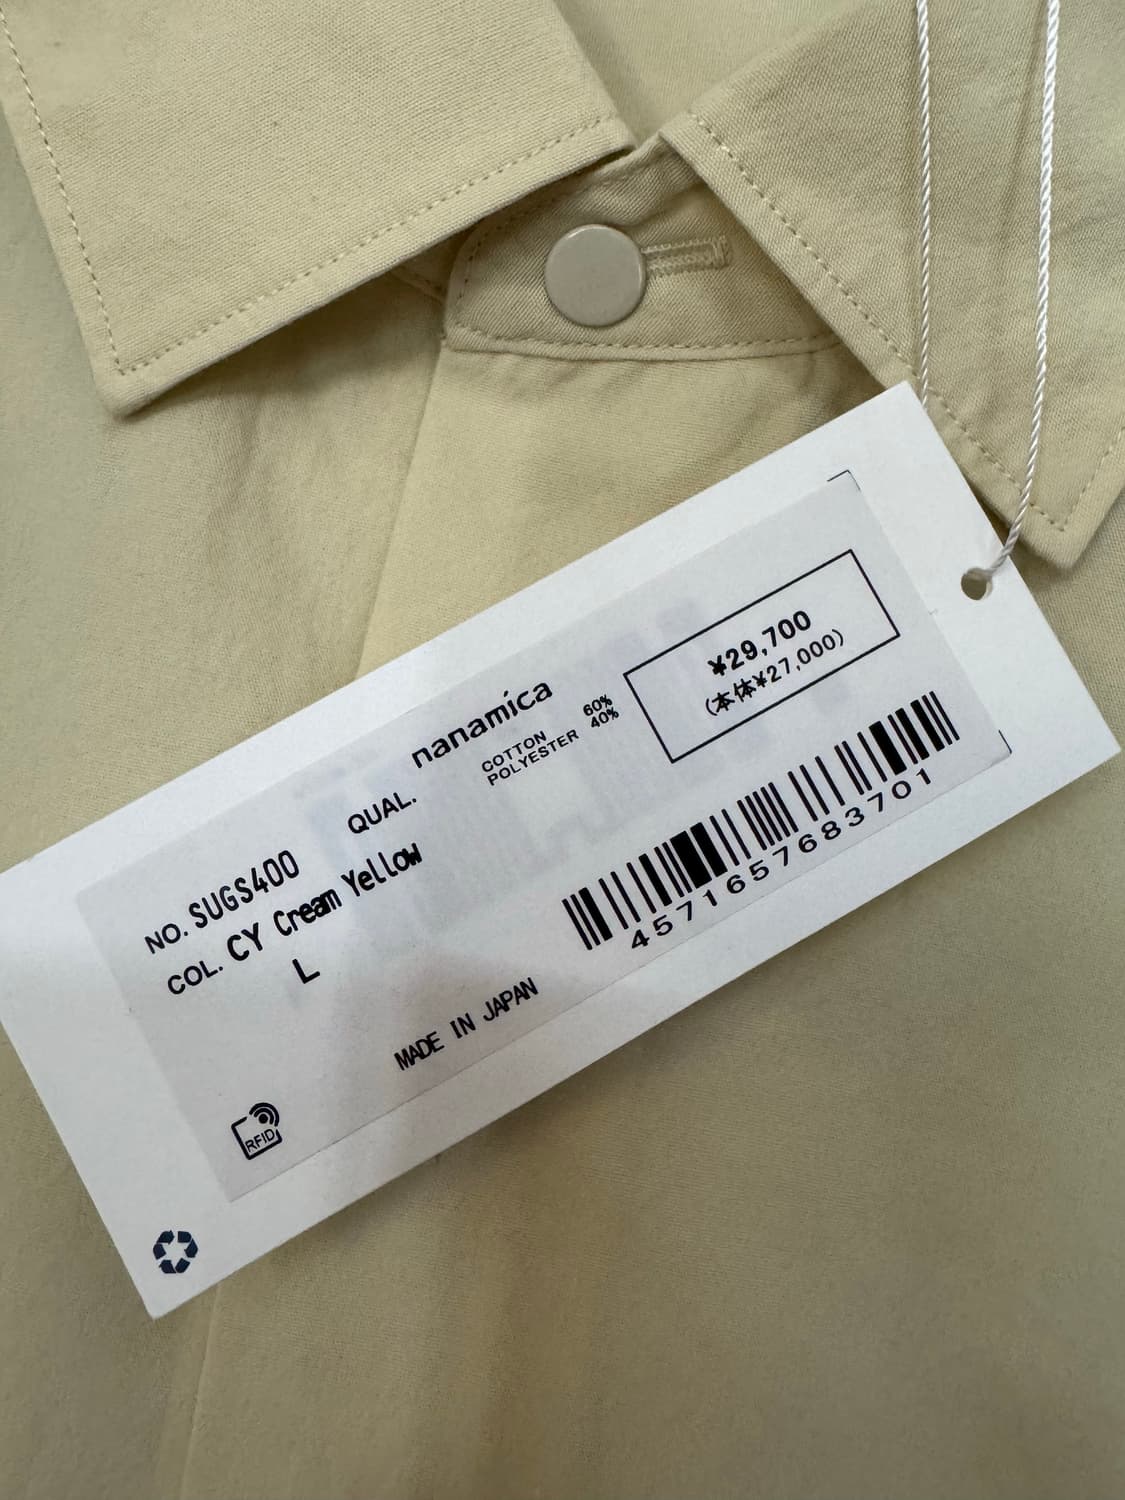 nanamica
¥29,700
(本体¥27,000)
QUAL. COTTON 60%
POLYESTER 40%
NO. SUGS400
COL. CY Cream Yellow
L
4571657683701
MADE IN JAPAN
RFID